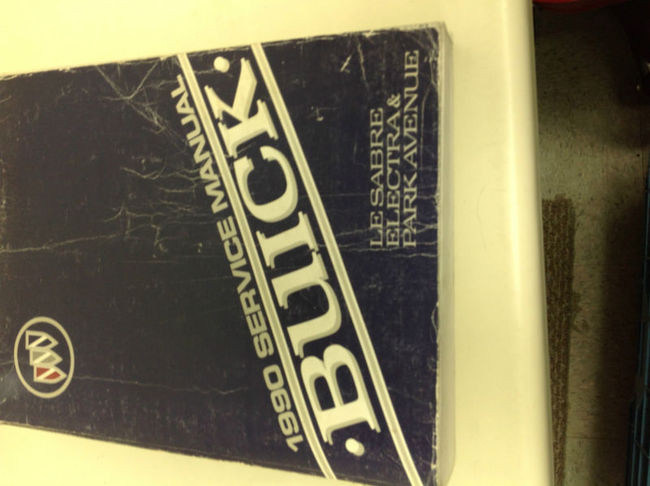 1990 SERVICE MANUAL
• BUICK •
LE SABRE
ELECTRA &
PARK AVENUE